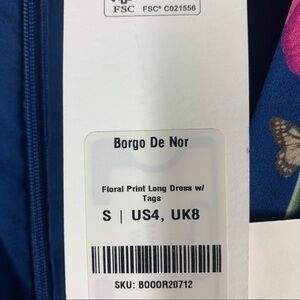 FSC
FSC® C021556
Borgo De Nor
Floral Print Long Dress w/
Tags
S | US4, UK8
SKU: BOOOR20712